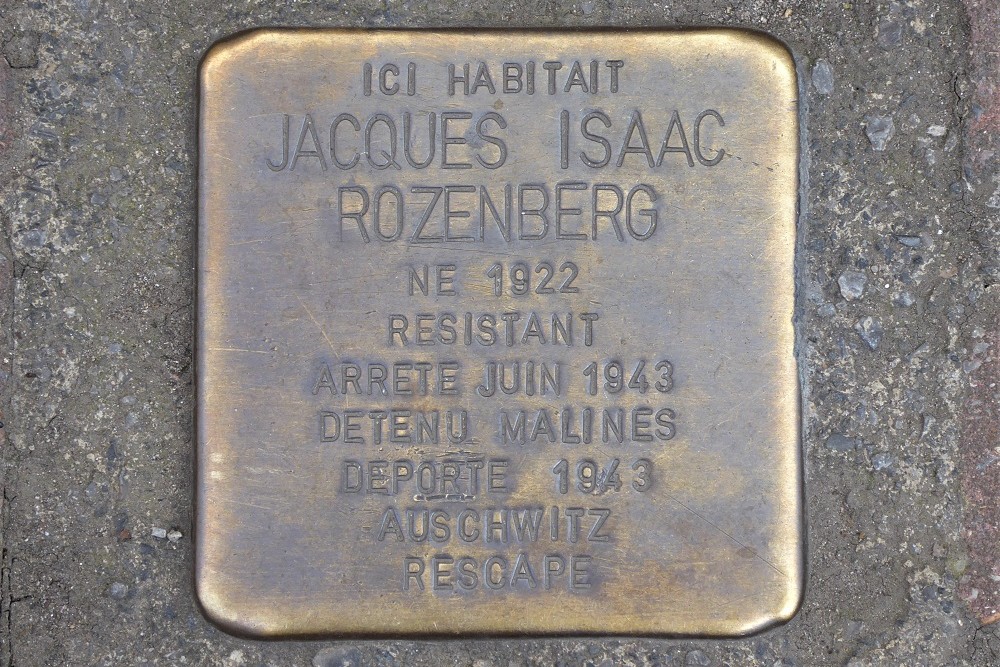 ICI HABITAIT
JACQUES ISAAC
ROZENBERG
NE 1922
RESISTANT
ARRETE JUIN 1943
DETENU MALINES
DEPORTE 1943
AUSCHWITZ
RESCAPE